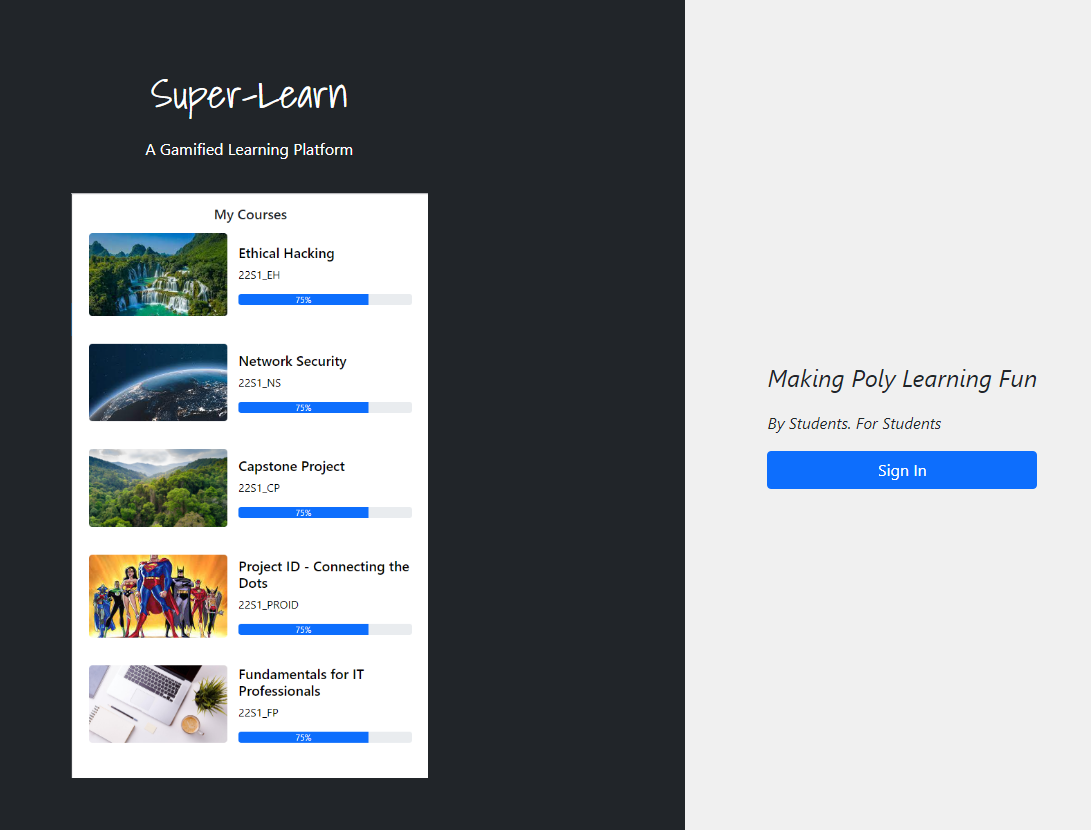 Super-Learn
A Gamified Learning Platform
My Courses
Ethical Hacking
22S1_EH
75%
Network Security
22S1_NS
75%
Capstone Project
22S1_CP
75%
Project ID - Connecting the
Dots
22S1_PROID
75%
Fundamentals for IT
Professionals
22S1_FP
75%
Making Poly Learning Fun
By Students. For Students
Sign In